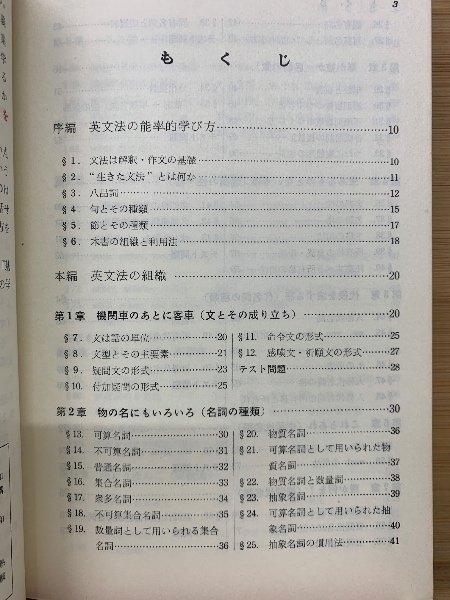 3
もくじ
序編 英文法の能率的学び方……………10
§1. 文法は解釈・作文の基礎……………10
§2. “生きた文法”とは何か……………11
§3. 八品詞……………12
§4. 句とその種類……………15
§5. 節とその種類……………17
§6. 本書の組織と利用法……………18
本編 英文法の組織……………20
第1章 機関車のあとに客車(文とその成り立ち)……………20
§7. 文は話の単位……………20
§8. 文型とその主要素……………21
§9. 疑問文の形式……………23
§10. 付加疑問の形式……………25
§11. 命令文の形式……………25
§12. 感嘆文・祈願文の形式……………27
テスト問題……………28
第2章 物の名にもいろいろ(名詞の種類)……………30
§13. 可算名詞……………30
§14. 不可算名詞……………31
§15. 普通名詞……………32
§16. 集合名詞……………33
§17. 衆多名詞……………34
§18. 不可算集合名詞……………35
§19. 数量詞として用いられる集合
名詞……………36
§20. 物質名詞……………36
§21. 可算名詞として用いられた物
質名詞……………37
§22. 物質名詞と数量詞……………38
§23. 抽象名詞……………39
§24. 可算名詞として用いられた抽
象名詞……………40
§25. 抽象名詞の慣用法……………41